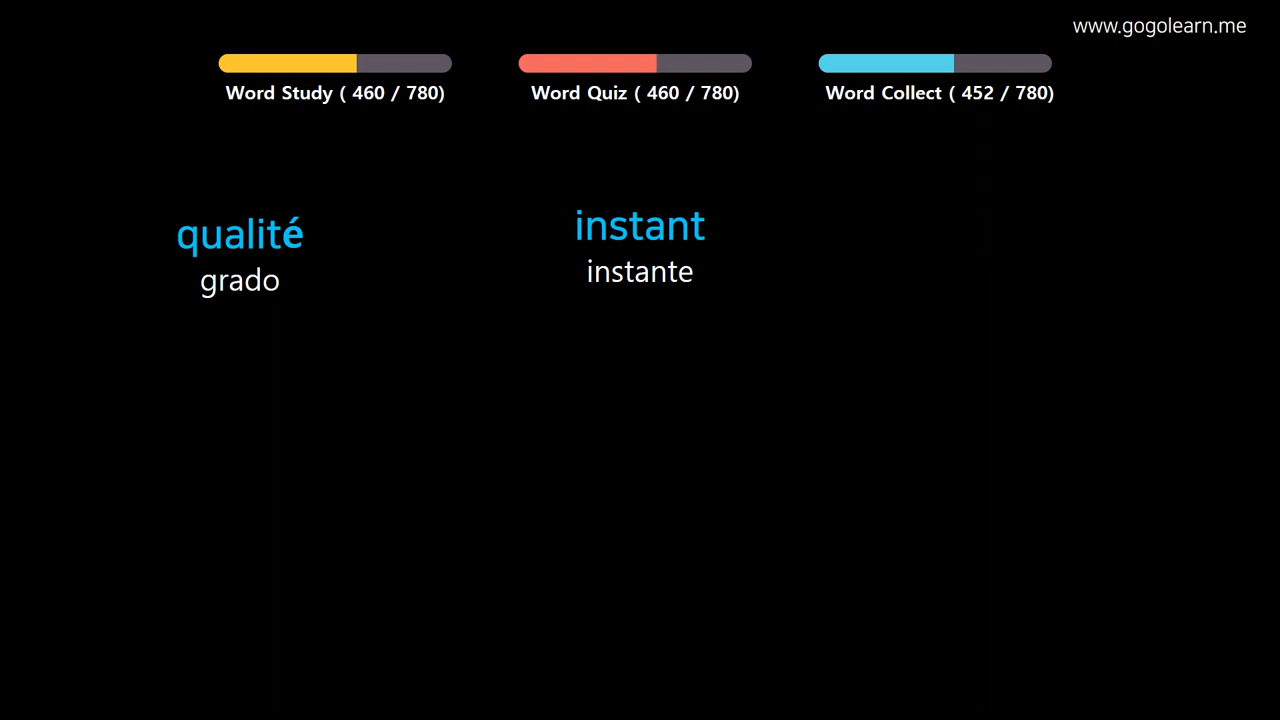 www.gogolearn.me
Word Study ( 460 / 780)
Word Quiz ( 460 / 780)
Word Collect ( 452 / 780)
qualité
grado
instant
instante